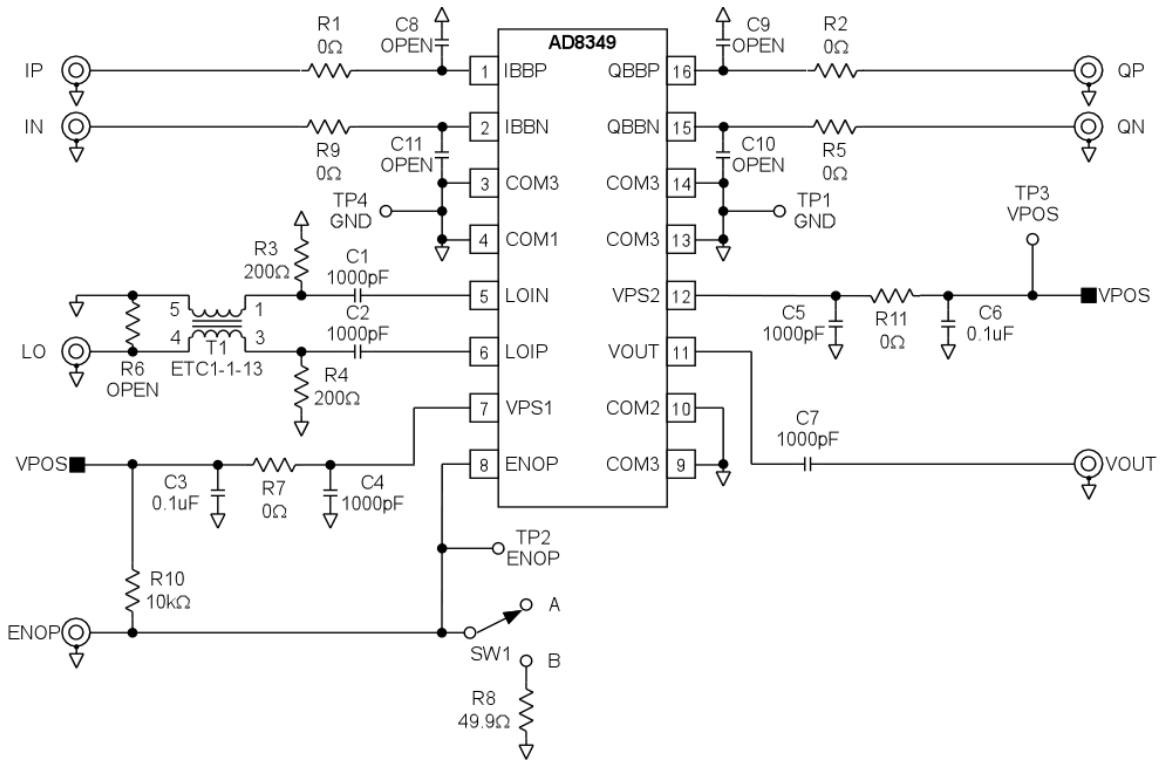 AD8349
IP
R1
0Ω
C8
OPEN
1
IBBP
QBBP
16
C9
OPEN
R2
0Ω
QP
IN
R9
0Ω
C11
OPEN
2
IBBN
QBBN
15
C10
OPEN
R5
0Ω
QN
3
COM3
COM3
14
TP4
GND
TP1
GND
TP3
VPOS
4
COM1
COM3
13
R3
200Ω
C1
1000pF
5
1
5
LOIN
VPS2
12
C5
1000pF
R11
0Ω
C6
0.1uF
VPOS
LO
R6
OPEN
4
3
T1
ETC1-1-13
C2
1000pF
R4
200Ω
6
LOIP
VOUT
11
7
VPS1
COM2
10
C7
1000pF
VPOS
C3
0.1uF
R7
0Ω
C4
1000pF
8
ENOP
COM3
9
VOUT
TP2
ENOP
R10
10kΩ
ENOP
A
SW1
B
R8
49.9Ω